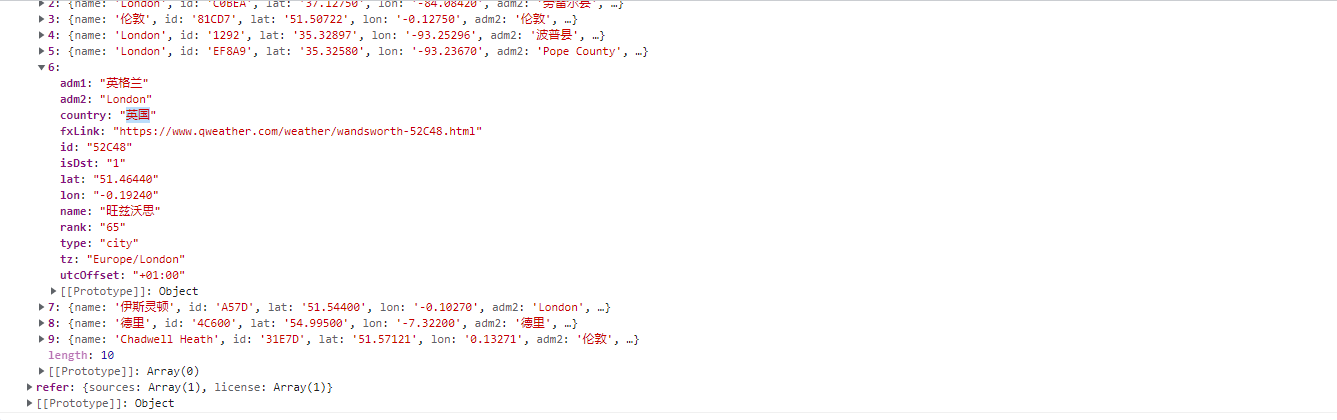 2: {name: 'London', id: 'C0BEA', lat: '37.12750', lon: '-84.08420', adm2: '劳雷尔县', …}
3: {name: '伦敦', id: '81CD7', lat: '51.50722', lon: '-0.12750', adm2: '伦敦', …}
4: {name: 'London', id: '1292', lat: '35.32897', lon: '-93.25296', adm2: '波普县', …}
5: {name: 'London', id: 'EF8A9', lat: '35.32580', lon: '-93.23670', adm2: 'Pope County', …}
6:
adm1: "英格兰"
adm2: "London"
country: "英国"
fxLink: "https://www.qweather.com/weather/wandsworth-52C48.html"
id: "52C48"
isDst: "1"
lat: "51.46440"
lon: "-0.19240"
name: "旺兹沃思"
rank: "65"
type: "city"
tz: "Europe/London"
utcOffset: "+01:00"
[[Prototype]]: Object
7: {name: '伊斯灵顿', id: 'A57D', lat: '51.54400', lon: '-0.10270', adm2: 'London', …}
8: {name: '德里', id: '4C600', lat: '54.99500', lon: '-7.32200', adm2: '德里', …}
9: {name: 'Chadwell Heath', id: '31E7D', lat: '51.57121', lon: '0.13271', adm2: '伦敦', …}
length: 10
[[Prototype]]: Array(0)
refer: {sources: Array(1), license: Array(1)}
[[Prototype]]: Object